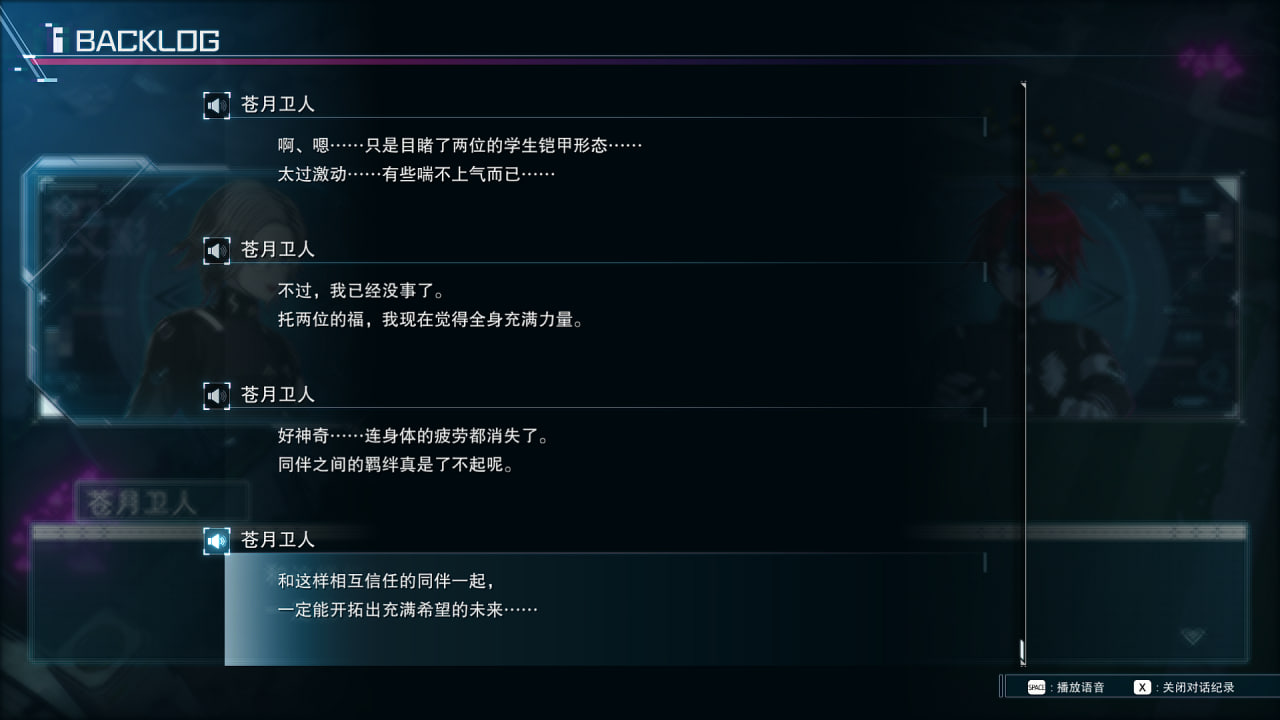 BACKLOG
苍月卫人
啊、嗯……只是目睹了两位的学生铠甲形态……
太过激动……有些喘不上气而已……
苍月卫人
不过，我已经没事了。
托两位的福，我现在觉得全身充满力量。
苍月卫人
好神奇……连身体的疲劳都消失了。
同伴之间的羁绊真是了不起呢。
苍月卫人
苍月卫人
和这样相互信任的同伴一起，
一定能开拓出充满希望的未来……
SPACE：播放语音
X：关闭对话纪录